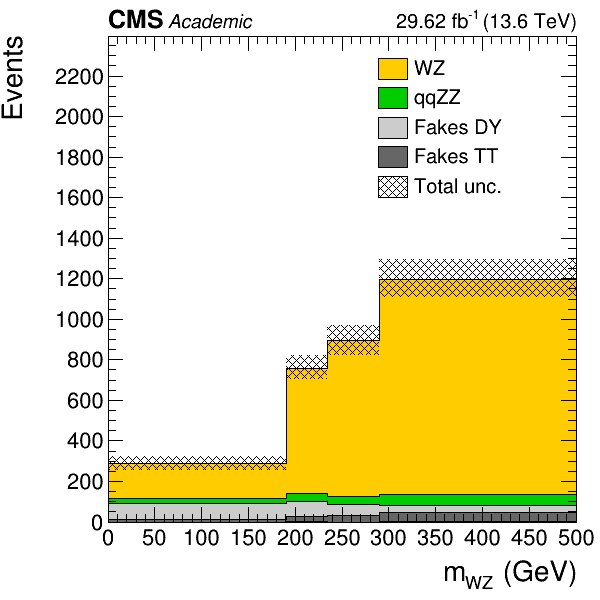 CMS Academic 29.62 fb⁻¹ (13.6 TeV)
Events
2200
2000
1800
1600
1400
1200
1000
800
600
400
200
0
WZ
qqZZ
Fakes DY
Fakes TT
Total unc.
0 50 100 150 200 250 300 350 400 450 500
m_WZ (GeV)